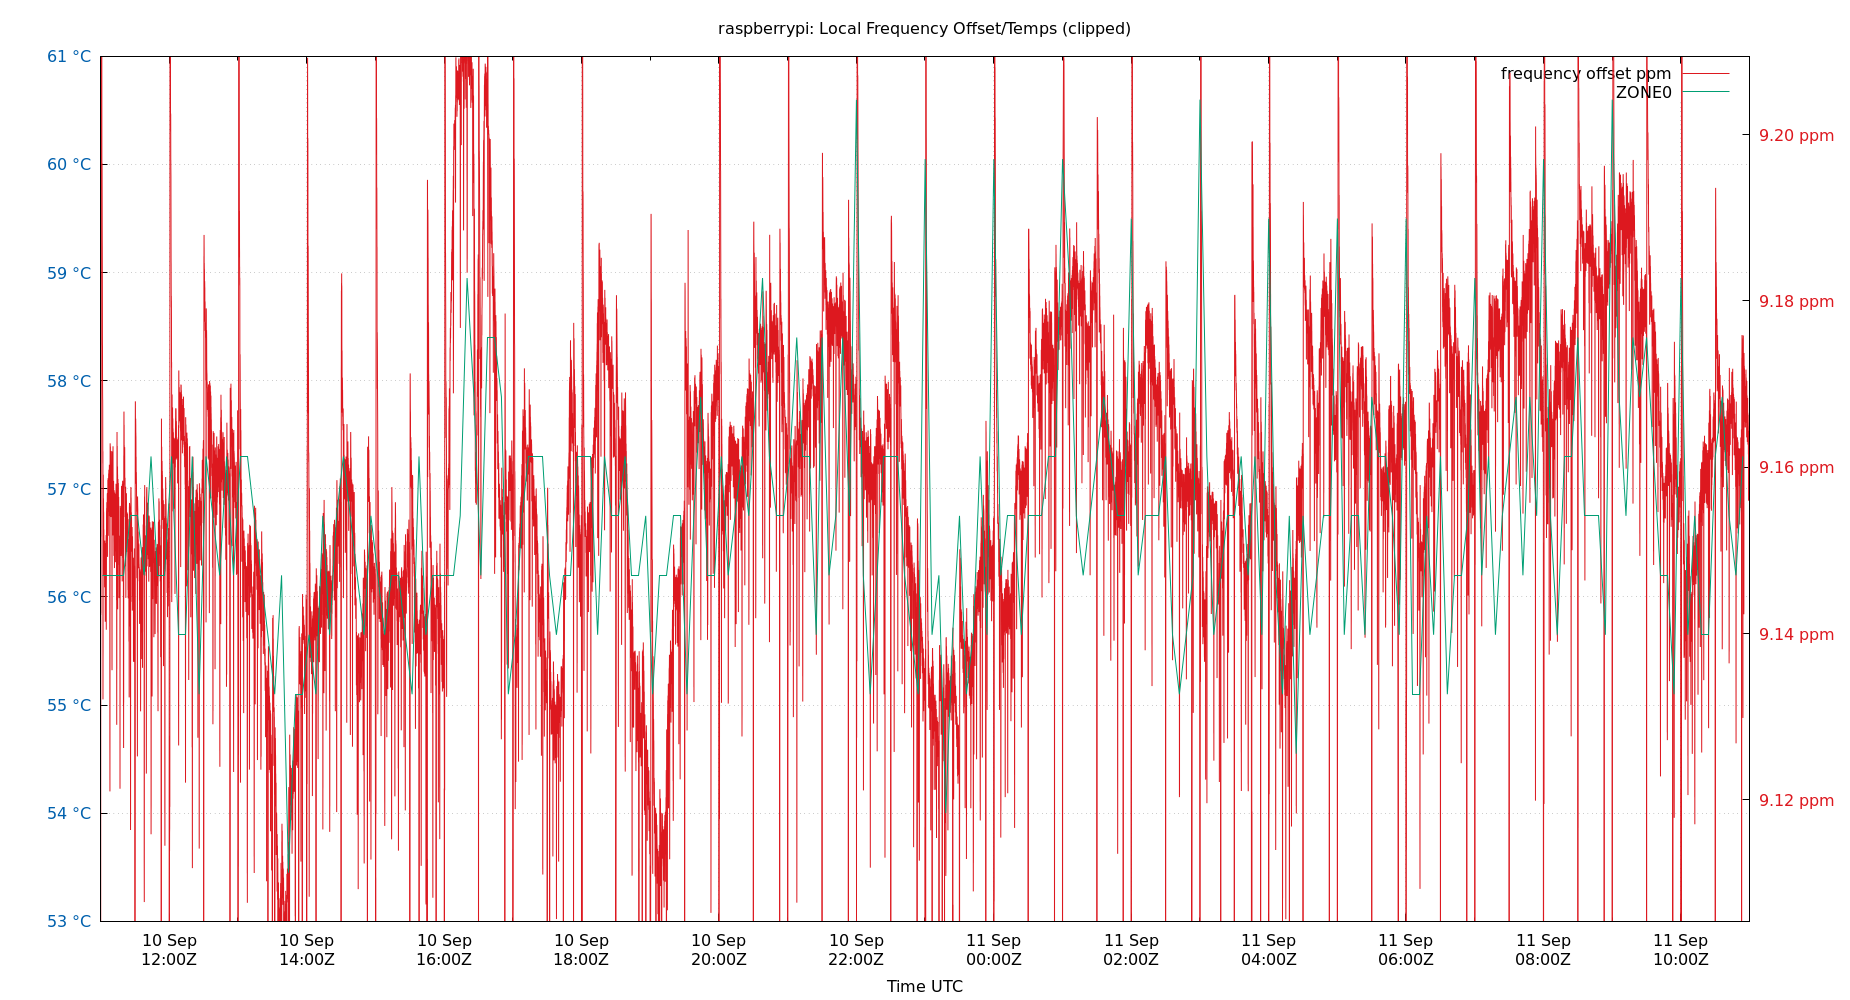 raspberrypi: Local Frequency Offset/Temps (clipped)
61 °C
60 °C
59 °C
58 °C
57 °C
56 °C
55 °C
54 °C
53 °C
frequency offset ppm
ZONE0
9.20 ppm
9.18 ppm
9.16 ppm
9.14 ppm
9.12 ppm
10 Sep 10 Sep 10 Sep 10 Sep 10 Sep 10 Sep 11 Sep 11 Sep 11 Sep 11 Sep 11 Sep 11 Sep
12:00Z 14:00Z 16:00Z 18:00Z 20:00Z 22:00Z 00:00Z 02:00Z 04:00Z 06:00Z 08:00Z 10:00Z
Time UTC